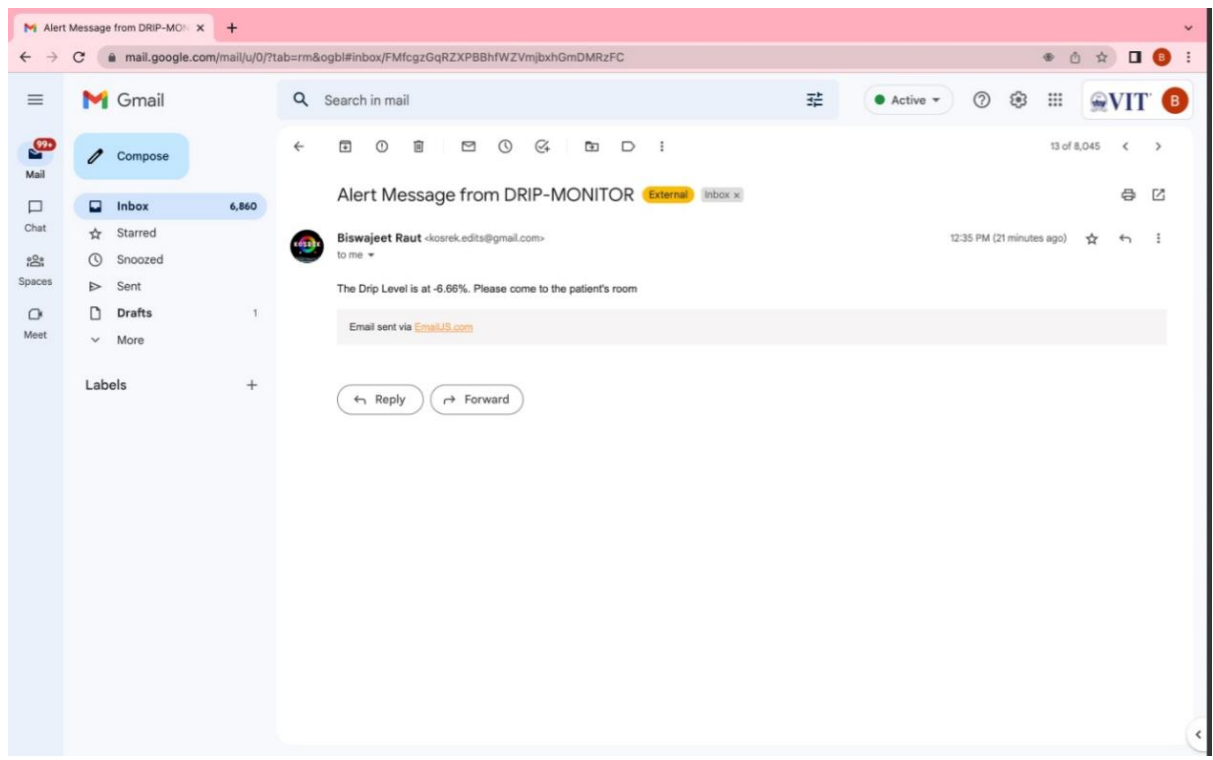 Alert Message from DRIP-MON
mail.google.com/mail/u/0/?tab=rm&ogbl#inbox/FMfcgzGqRZXPBBhfWZVmjbxhGmDMRzFC
B
Gmail
Search in mail
Active
VIT
B
99+
Mail
Compose
13 of 8,045
Inbox 6,860
Alert Message from DRIP-MONITOR External Inbox x
Chat
Starred
Biswajeet Raut <kosrek.edits@gmail.com>
12:35 PM (21 minutes ago)
KOSREK
to me
Snoozed
Spaces
Sent
The Drip Level is at -6.66%. Please come to the patient's room
Drafts 1
Meet
More
Email sent via EmailJS.com
Labels
Reply
Forward